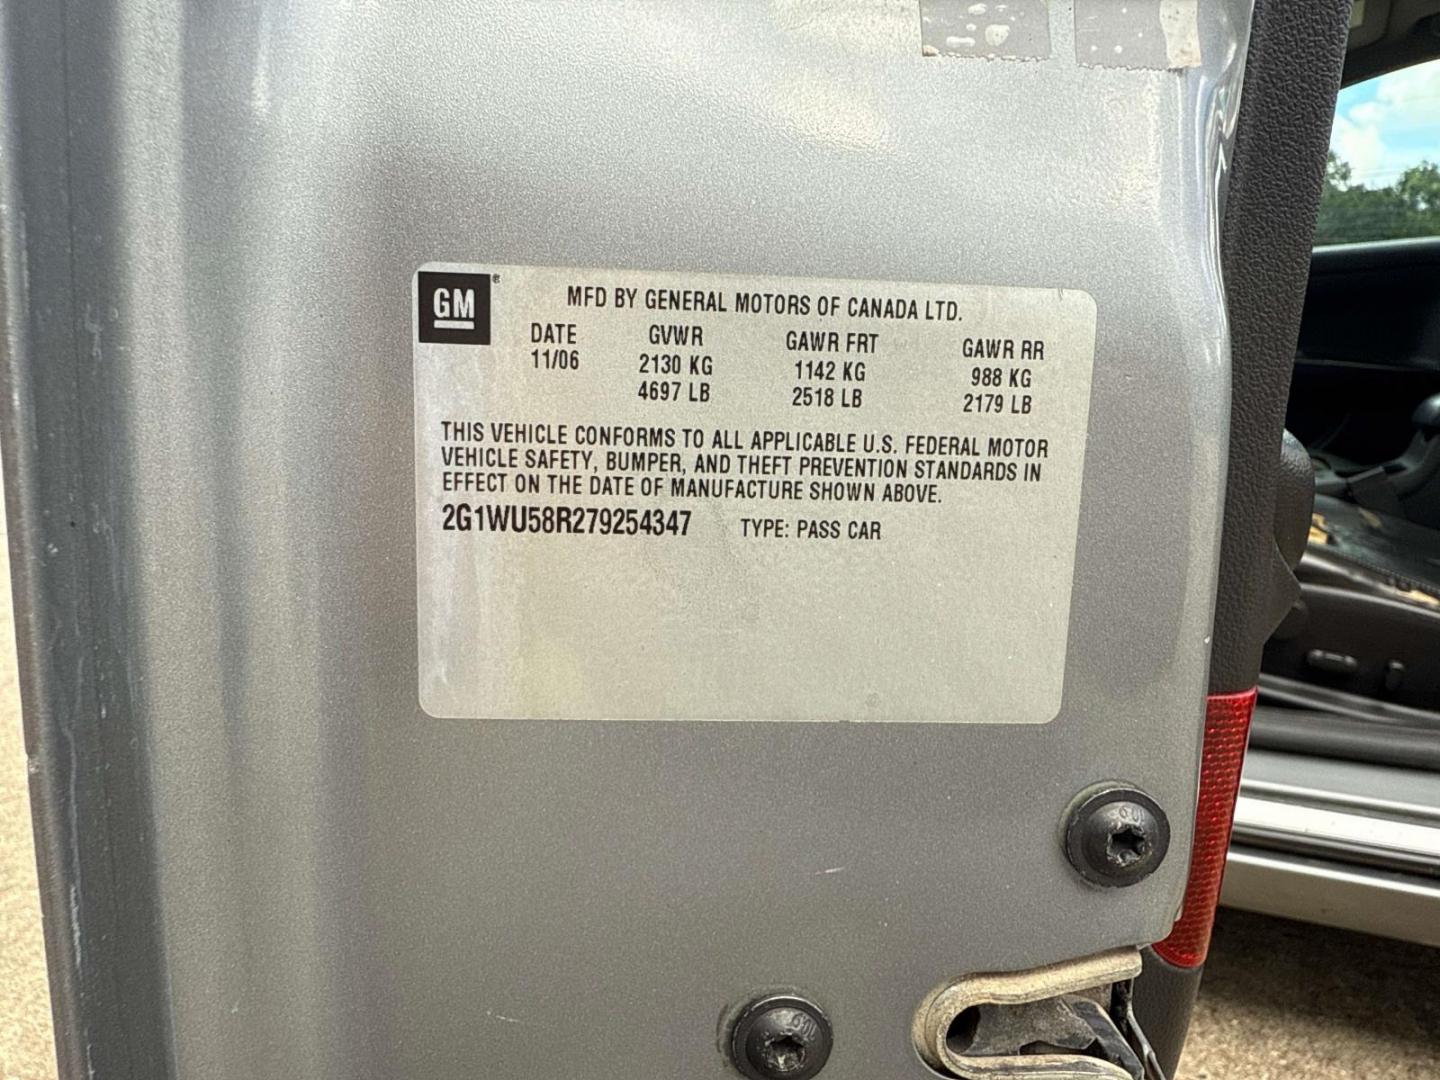 GM®
MFD BY GENERAL MOTORS OF CANADA LTD.
DATE GVWR GAWR FRT GAWR RR
11/06 2130 KG 1142 KG 988 KG
4697 LB 2518 LB 2179 LB
THIS VEHICLE CONFORMS TO ALL APPLICABLE U.S. FEDERAL MOTOR
VEHICLE SAFETY, BUMPER, AND THEFT PREVENTION STANDARDS IN
EFFECT ON THE DATE OF MANUFACTURE SHOWN ABOVE.
2G1WU58R279254347 TYPE: PASS CAR